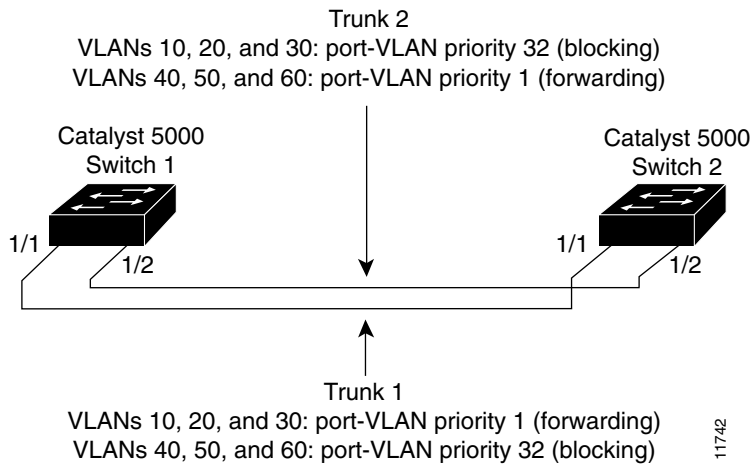 Trunk 2
VLANs 10, 20, and 30: port-VLAN priority 32 (blocking)
VLANs 40, 50, and 60: port-VLAN priority 1 (forwarding)
Catalyst 5000
Switch 1
Catalyst 5000
Switch 2
1/1
1/2
1/1
1/2
Trunk 1
VLANs 10, 20, and 30: port-VLAN priority 1 (forwarding)
VLANs 40, 50, and 60: port-VLAN priority 32 (blocking)
11742